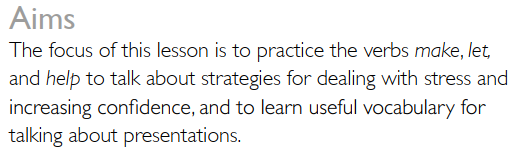 Aims
The focus of this lesson is to practice the verbs make, let,
and help to talk about strategies for dealing with stress and
increasing confidence, and to learn useful vocabulary for
talking about presentations.